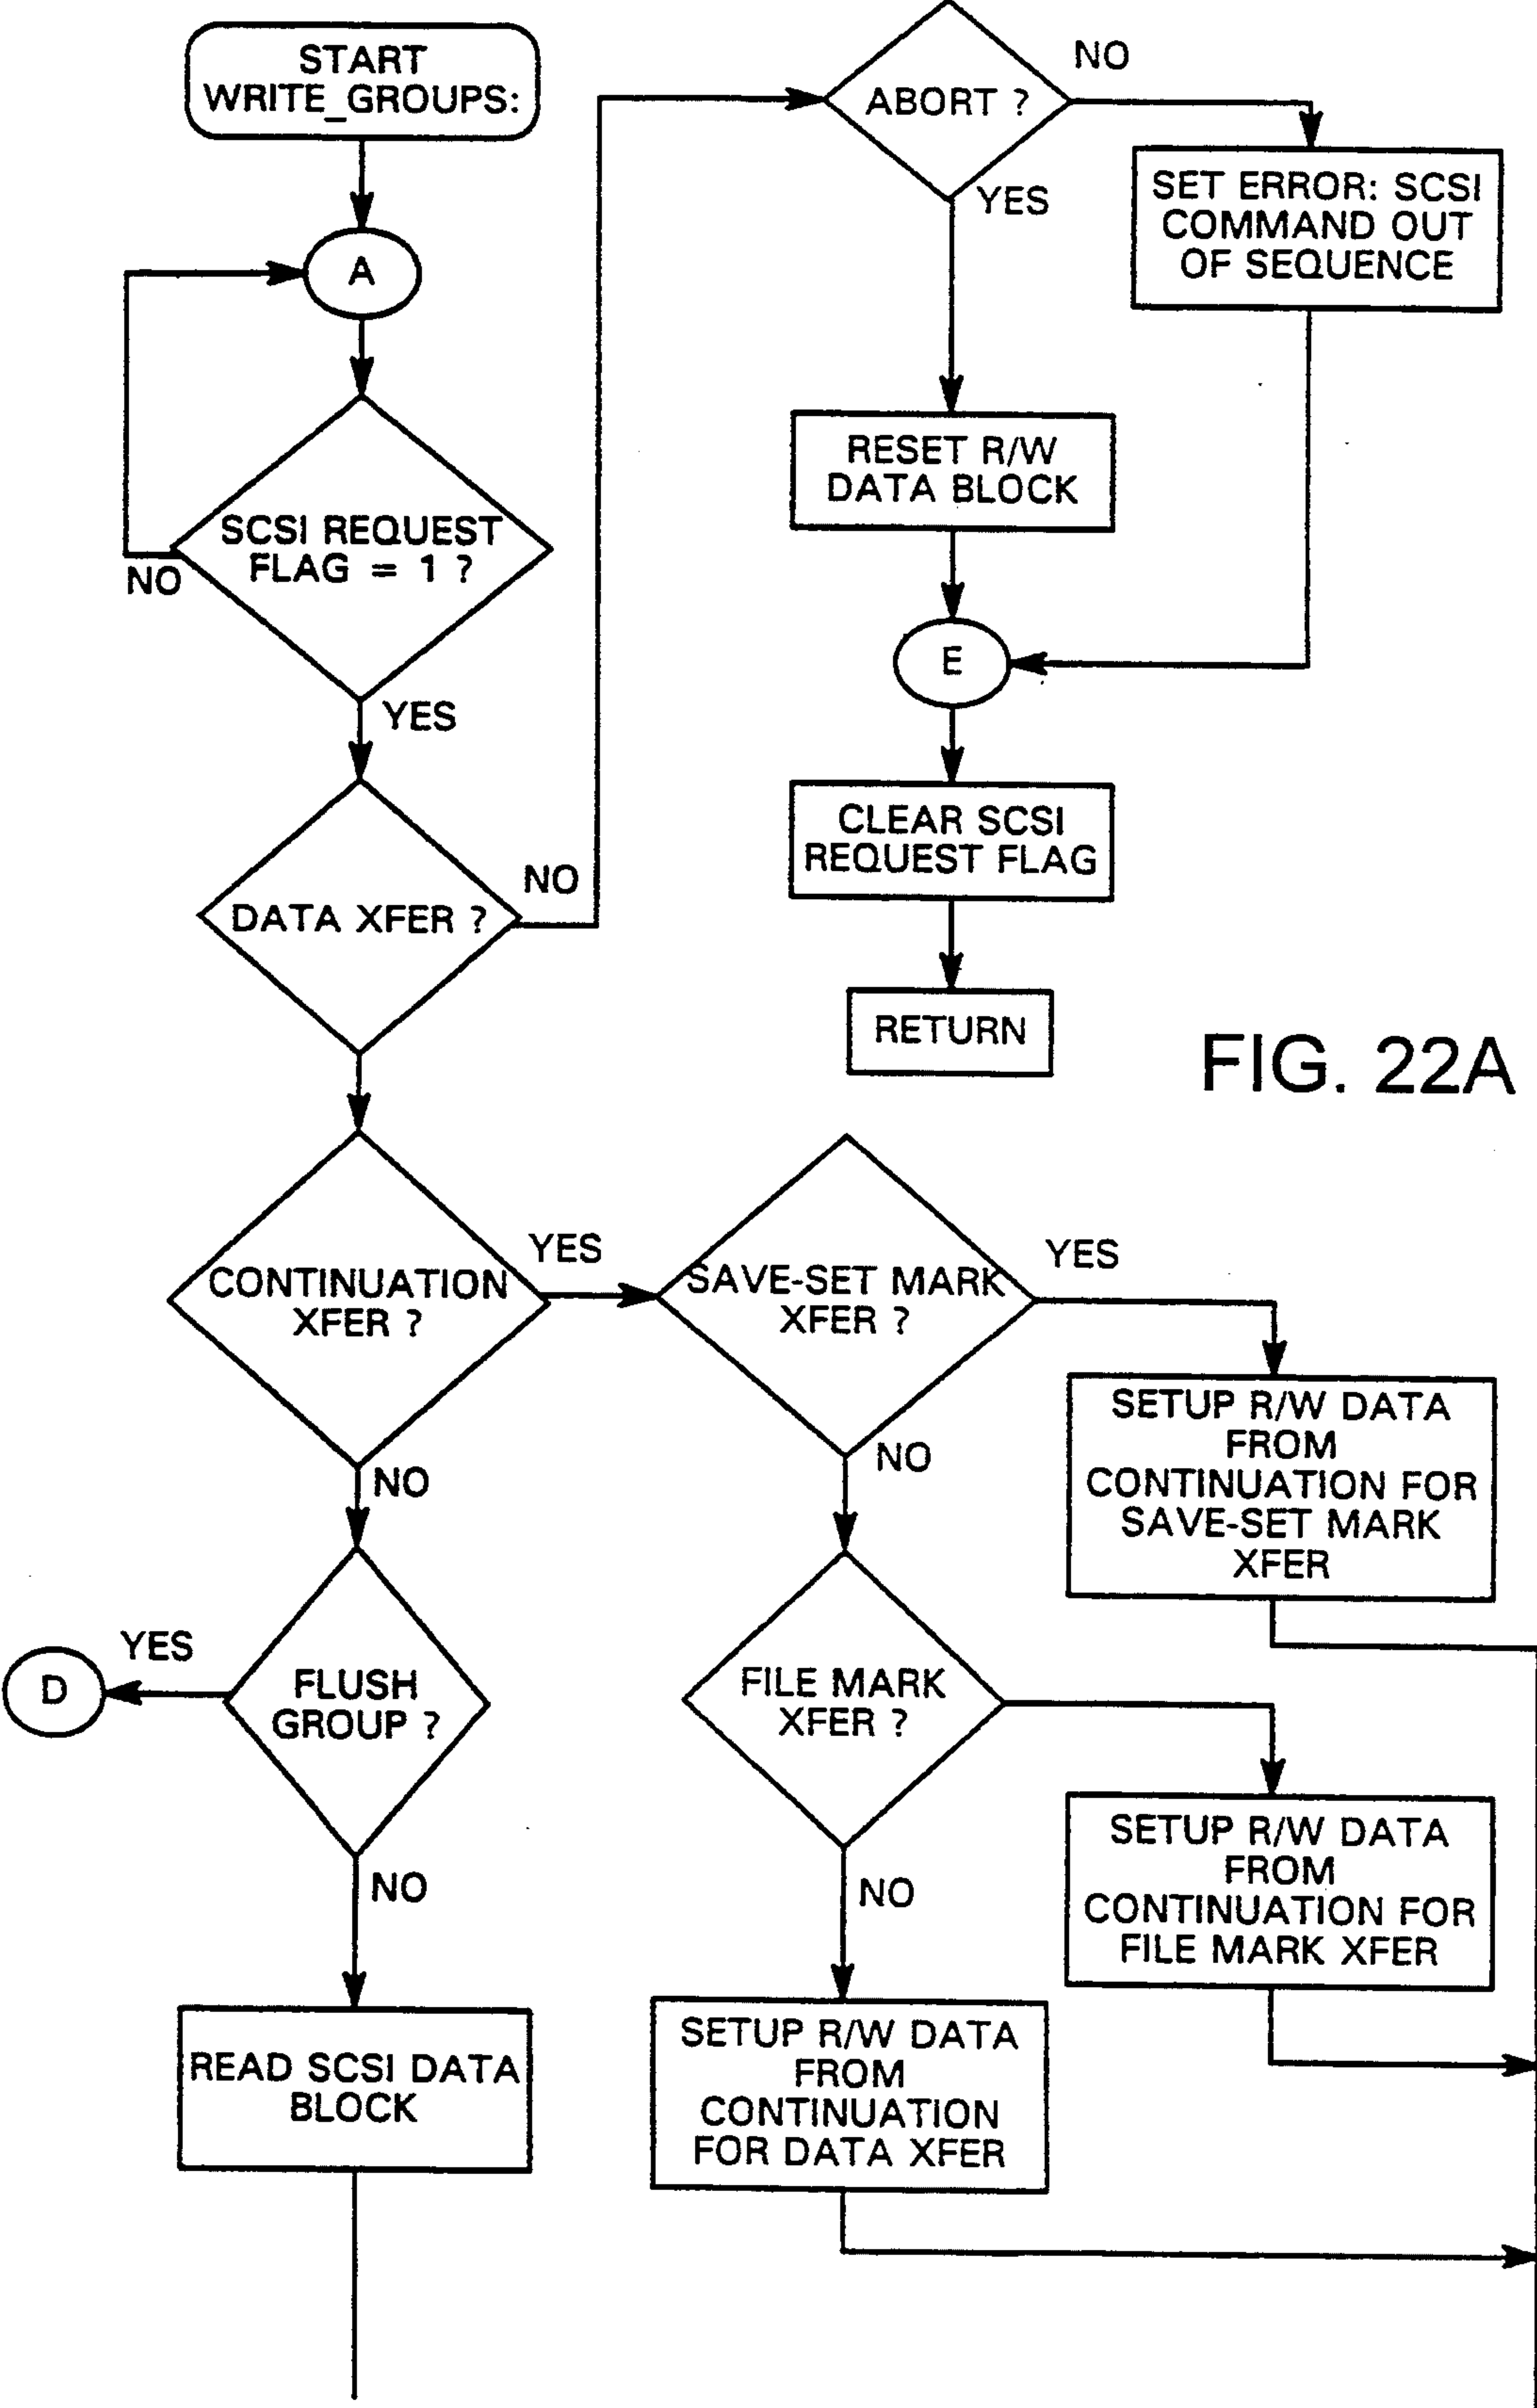 START
WRITE_GROUPS:
A
SCSI REQUEST
FLAG = 1 ?
NO
YES
DATA XFER ?
NO
ABORT ?
NO
YES
SET ERROR: SCSI
COMMAND OUT
OF SEQUENCE
RESET R/W
DATA BLOCK
E
CLEAR SCSI
REQUEST FLAG
RETURN
FIG. 22A
CONTINUATION
XFER ?
YES
NO
SAVE-SET MARK
XFER ?
YES
NO
SETUP R/W DATA
FROM
CONTINUATION FOR
SAVE-SET MARK
XFER
FLUSH
GROUP ?
YES
D
NO
FILE MARK
XFER ?
NO
SETUP R/W DATA
FROM
CONTINUATION FOR
FILE MARK XFER
READ SCSI DATA
BLOCK
SETUP R/W DATA
FROM
CONTINUATION
FOR DATA XFER